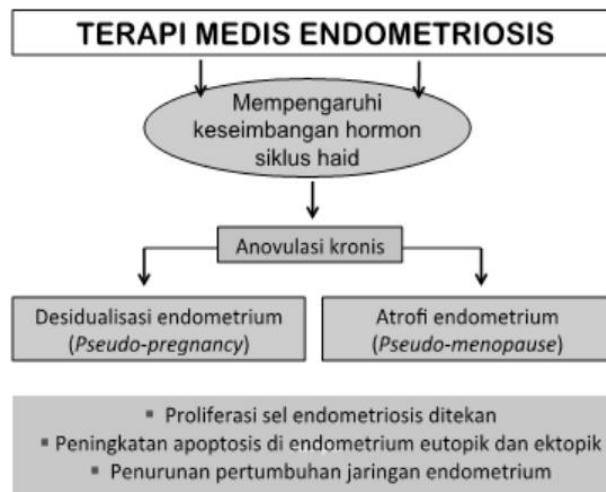 TERAPI MEDIS ENDOMETRIOSIS
Mempengaruhi
keseimbangan hormon
siklus haid
Anovulasi kronis
Desidualisasi endometrium
(Pseudo-pregnancy)
Atrofi endometrium
(Pseudo-menopause)
▪ Proliferasi sel endometriosis ditekan
▪ Peningkatan apoptosis di endometrium eutopik dan ektopik
▪ Penurunan pertumbuhan jaringan endometrium